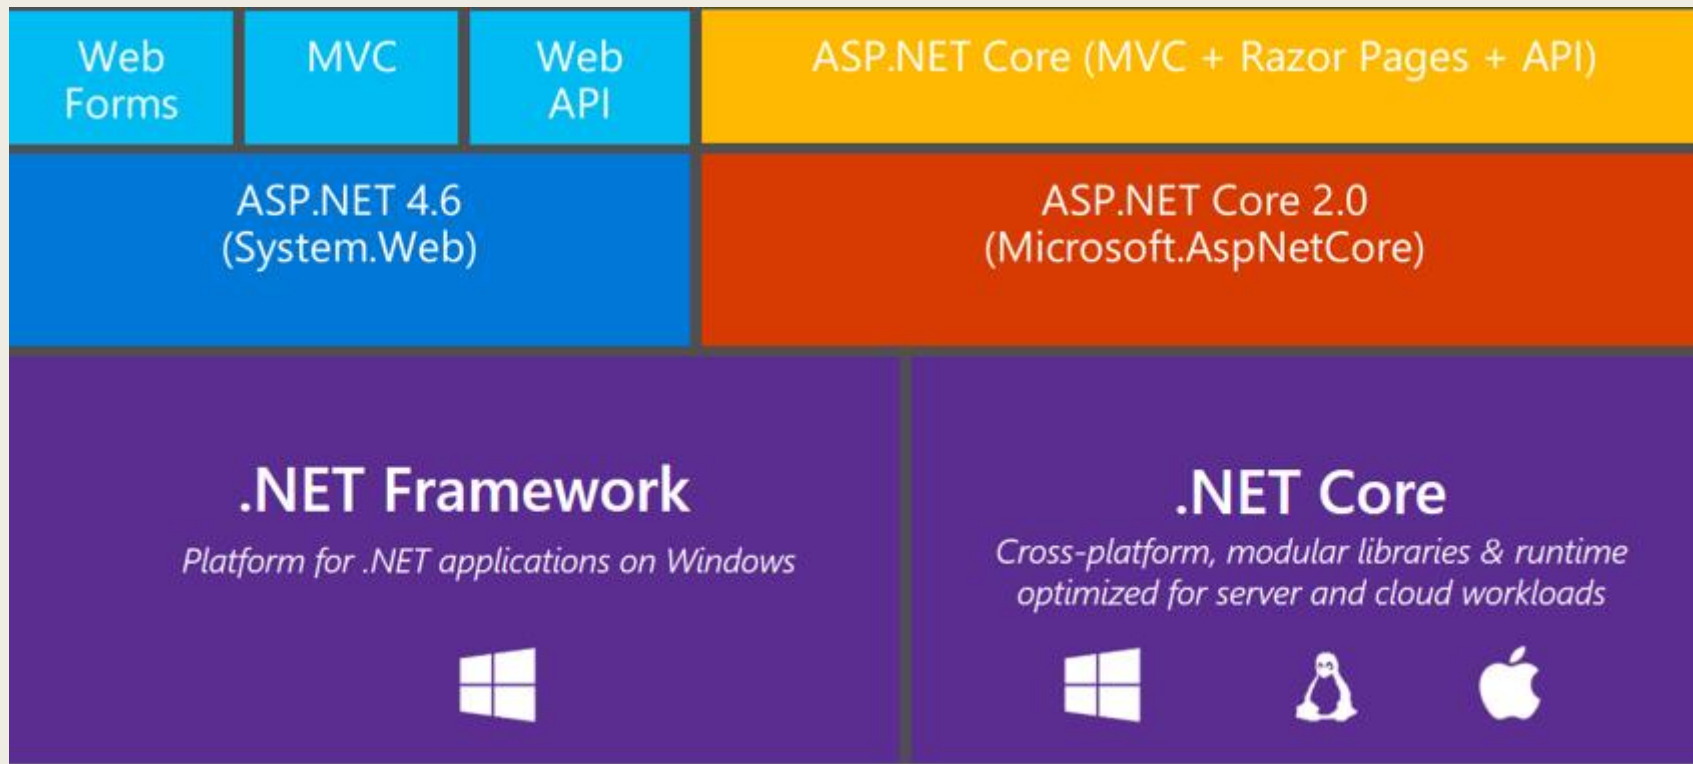 Web
Forms
MVC
Web
API
ASP.NET Core (MVC + Razor Pages + API)
ASP.NET 4.6
(System.Web)
ASP.NET Core 2.0
(Microsoft.AspNetCore)
.NET Framework
Platform for .NET applications on Windows
.NET Core
Cross-platform, modular libraries & runtime
optimized for server and cloud workloads